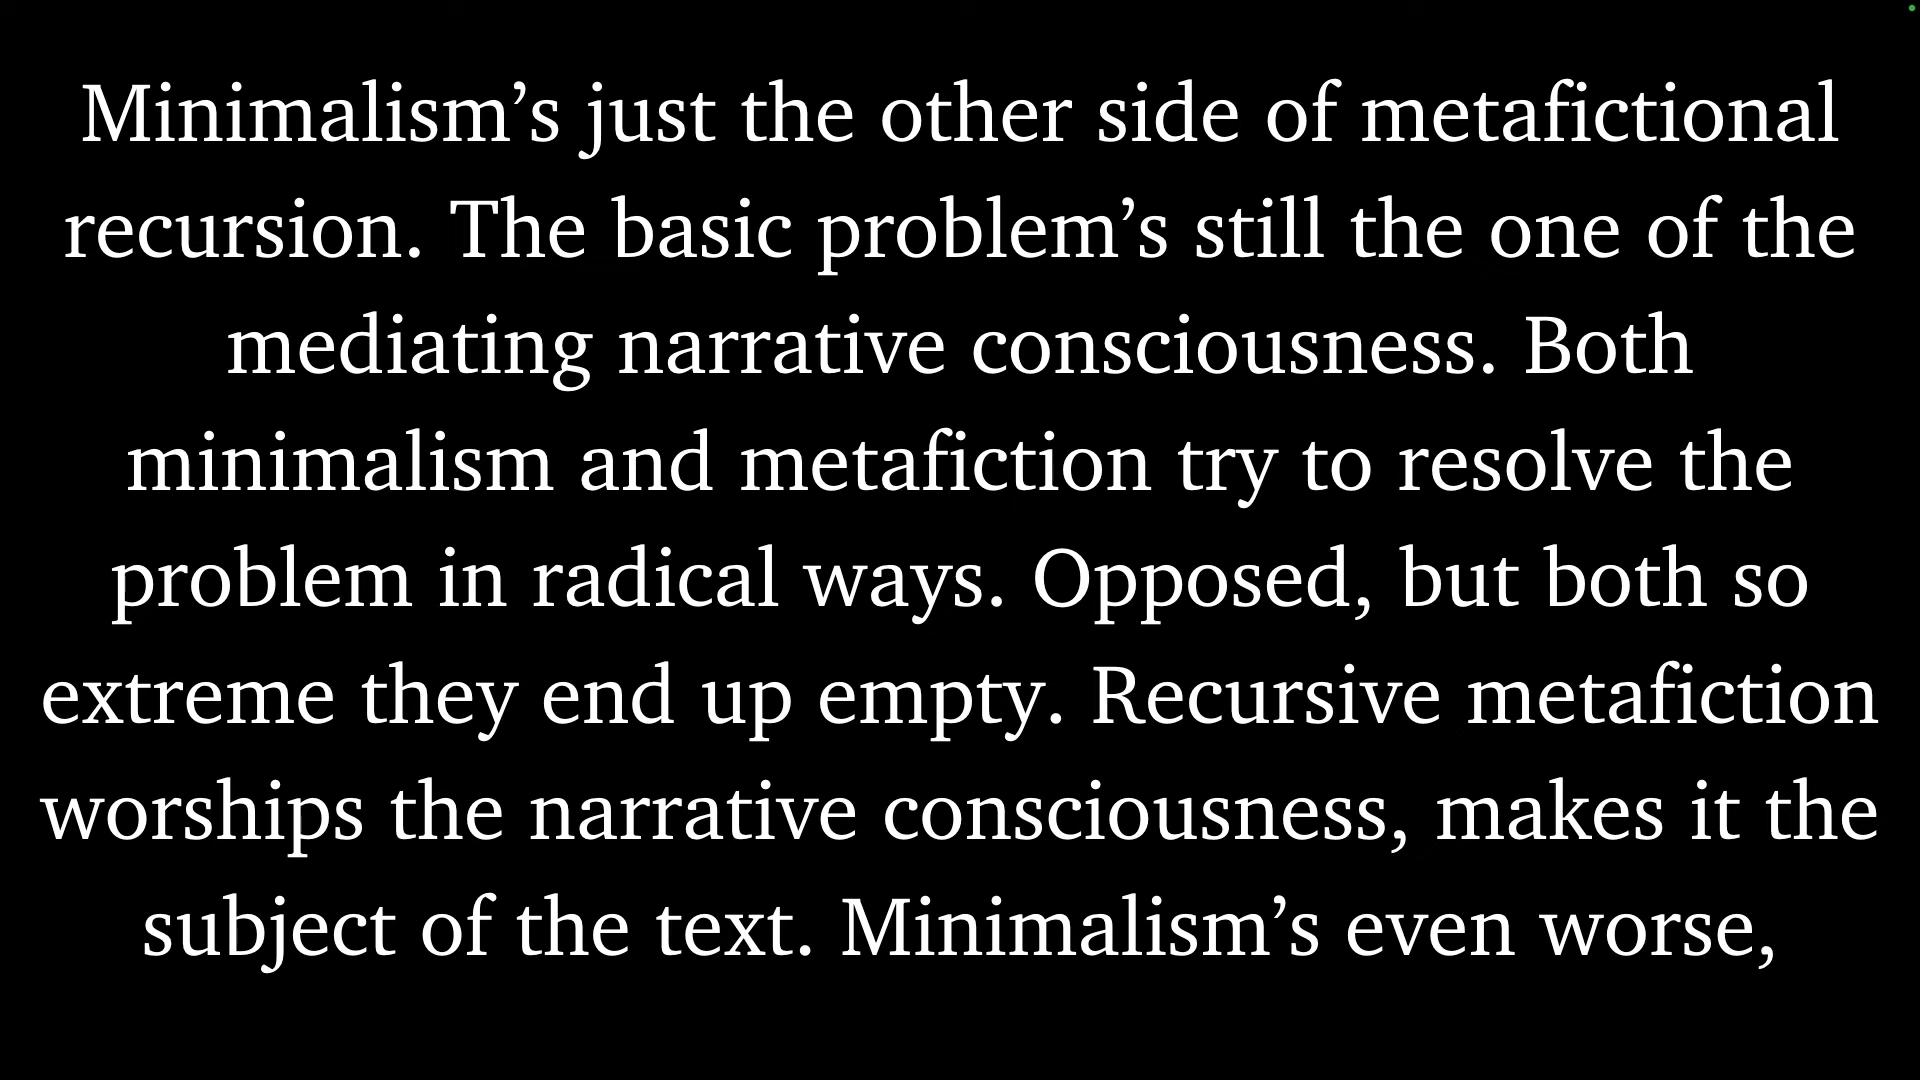 Minimalism’s just the other side of metafictional
recursion. The basic problem’s still the one of the
mediating narrative consciousness. Both
minimalism and metafiction try to resolve the
problem in radical ways. Opposed, but both so
extreme they end up empty. Recursive metafiction
worships the narrative consciousness, makes it the
subject of the text. Minimalism’s even worse,